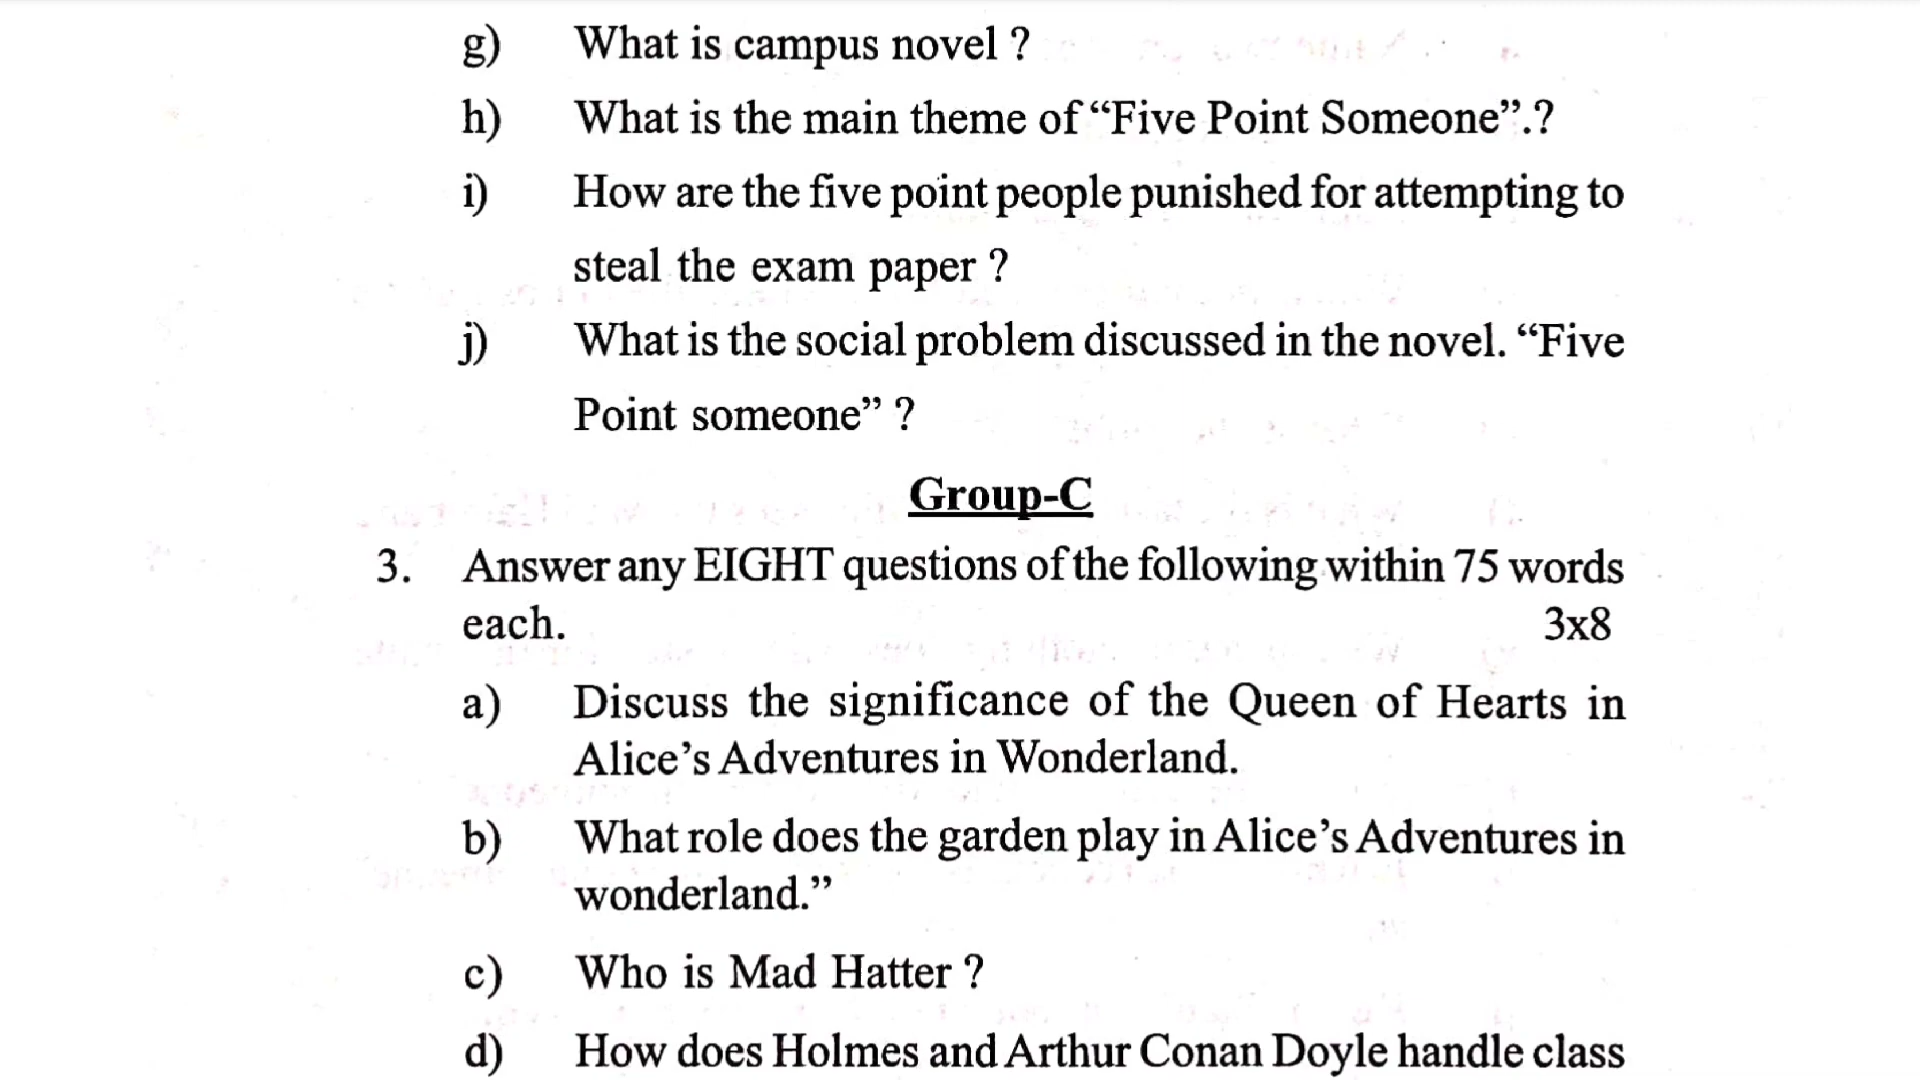 g) What is campus novel ?
h) What is the main theme of “Five Point Someone”.?
i) How are the five point people punished for attempting to
steal the exam paper ?
j) What is the social problem discussed in the novel. “Five
Point someone” ?
Group-C
3. Answer any EIGHT questions of the following within 75 words
each. 3x8
a) Discuss the significance of the Queen of Hearts in
Alice’s Adventures in Wonderland.
b) What role does the garden play in Alice’s Adventures in
wonderland.”
c) Who is Mad Hatter ?
d) How does Holmes and Arthur Conan Doyle handle class